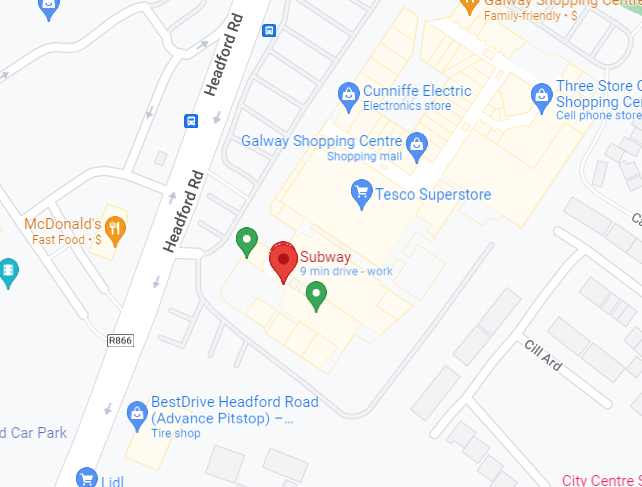 Galway Shopping Centre
Family-friendly • $
Headford Rd
Cunniffe Electric
Electronics store
Three Store G
Shopping Cen
Cell phone store
Galway Shopping Centre
Shopping mall
Tesco Superstore
Headford Rd
McDonald's
Fast Food • $
Subway
9 min drive - work
R866
Cill Ard
BestDrive Headford Road
(Advance Pitstop) –...
Tire shop
d Car Park
Lidl
City Centre S